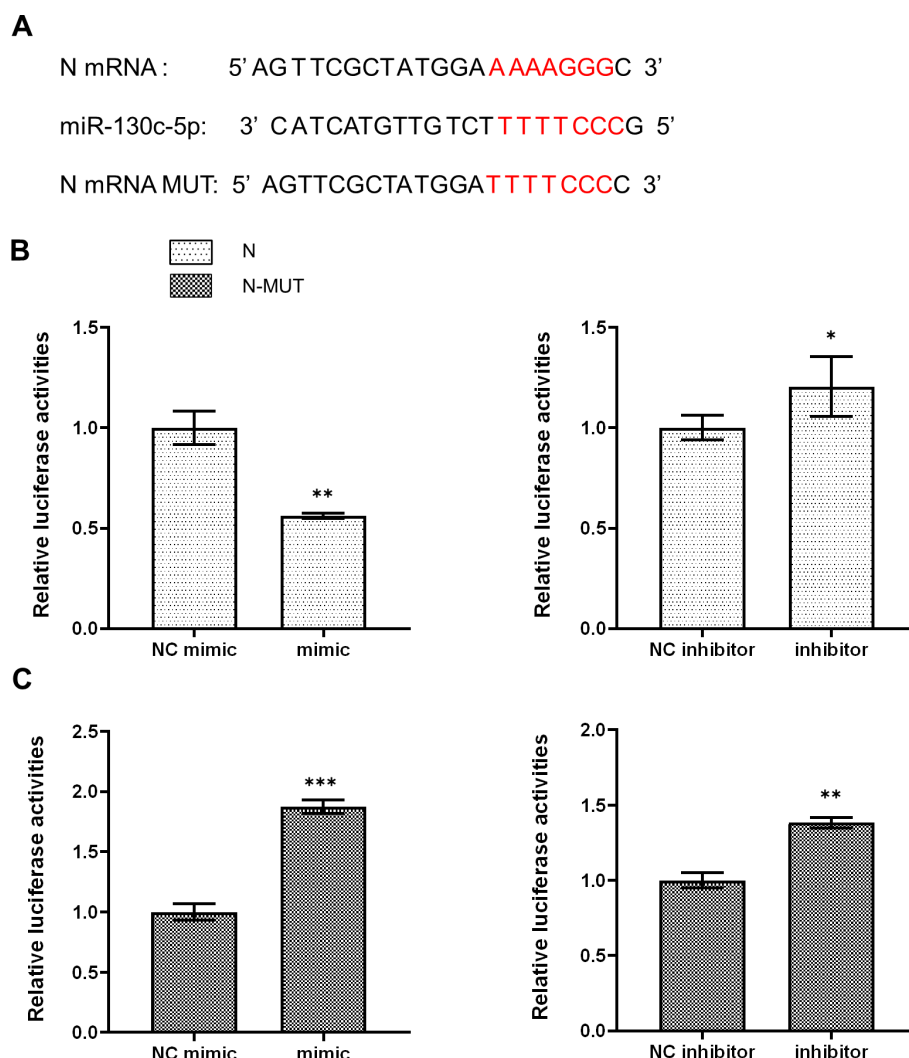 A
N mRNA : 5’ AGTTCGCTATGGAAAAAGGGC 3’
miR-130c-5p: 3’ CATCATGTTGTCTTTTTCCCG 5’
N mRNA MUT: 5’ AGTTCGCTATGGATTTTCCCC 3’
B
N
N-MUT
Relative luciferase activities
1.5
1.0
0.5
0.0
**
NC mimic mimic
Relative luciferase activities
1.5
1.0
0.5
0.0
*
NC inhibitor inhibitor
C
Relative luciferase activities
2.5
2.0
1.5
1.0
0.5
0.0
***
NC mimic mimic
Relative luciferase activities
2.0
1.5
1.0
0.5
0.0
**
NC inhibitor inhibitor